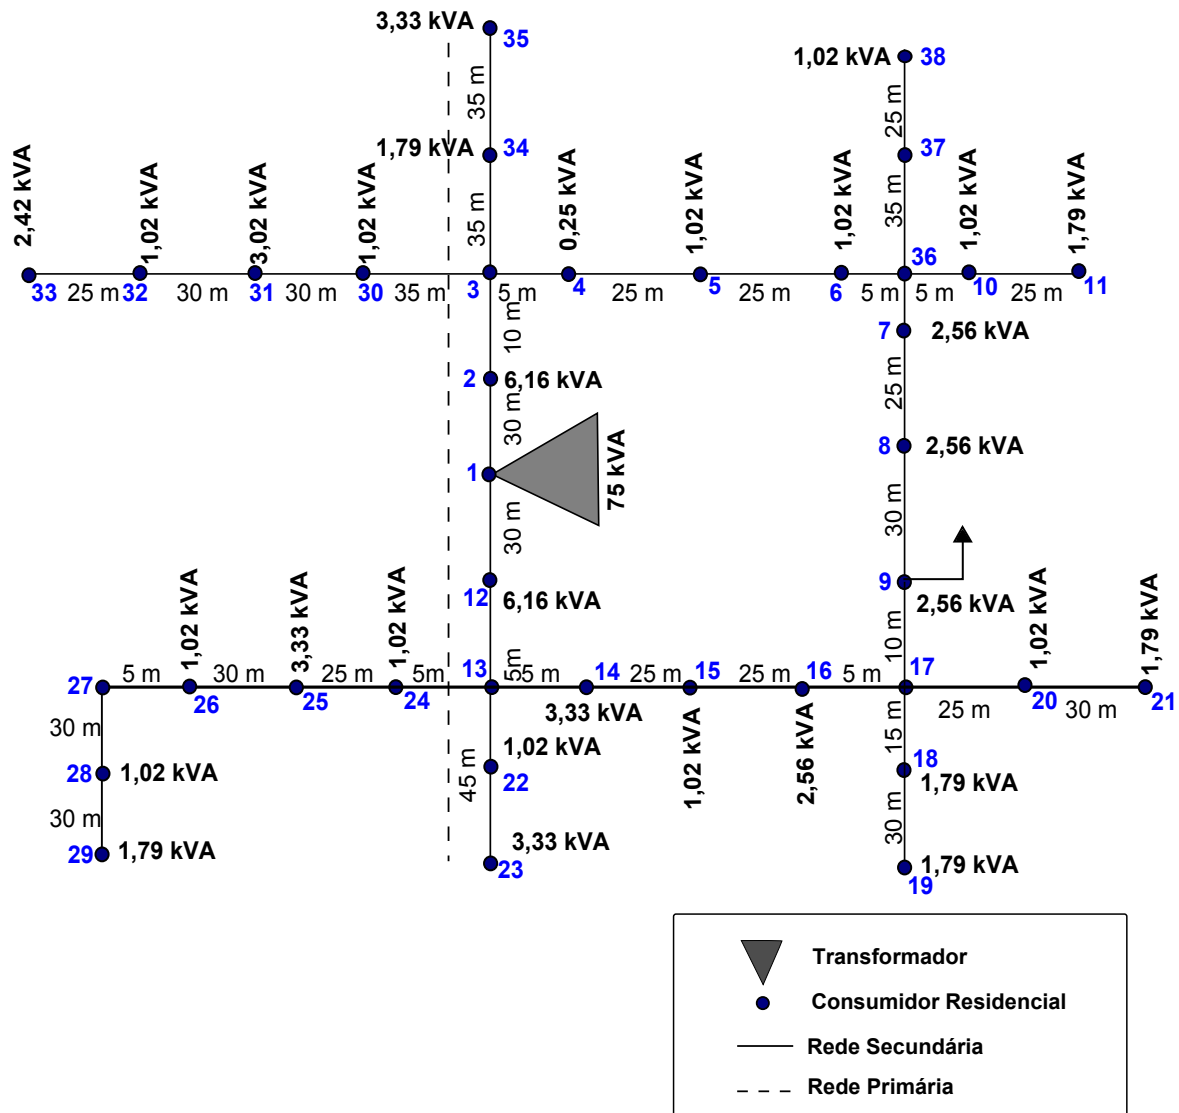 3,33 kVA
35
35 m
1,79 kVA
34
35 m
1,02 kVA
38
25 m
37
35 m
36
2,42 kVA
1,02 kVA
3,02 kVA
1,02 kVA
0,25 kVA
1,02 kVA
1,02 kVA
1,02 kVA
1,79 kVA
33
25 m
32
30 m
31
30 m
30
35 m
3
5 m
4
25 m
5
25 m
6
5 m
5 m
10
25 m
11
10 m
7
2,56 kVA
2
6,16 kVA
25 m
30 m
8
2,56 kVA
1
75 kVA
30 m
30 m
12
6,16 kVA
9
2,56 kVA
10 m
1,02 kVA
3,33 kVA
1,02 kVA
1,02 kVA
1,79 kVA
27
5 m
26
30 m
25
25 m
24
5m
13
5m
55 m
14
25 m
15
25 m
16
5 m
17
25 m
20
30 m
21
3,33 kVA
1,02 kVA
2,56 kVA
30 m
28
1,02 kVA
30 m
29
1,79 kVA
1,02 kVA
22
45 m
3,33 kVA
23
15 m
18
1,79 kVA
30 m
1,79 kVA
19
Transformador
Consumidor Residencial
Rede Secundária
Rede Primária